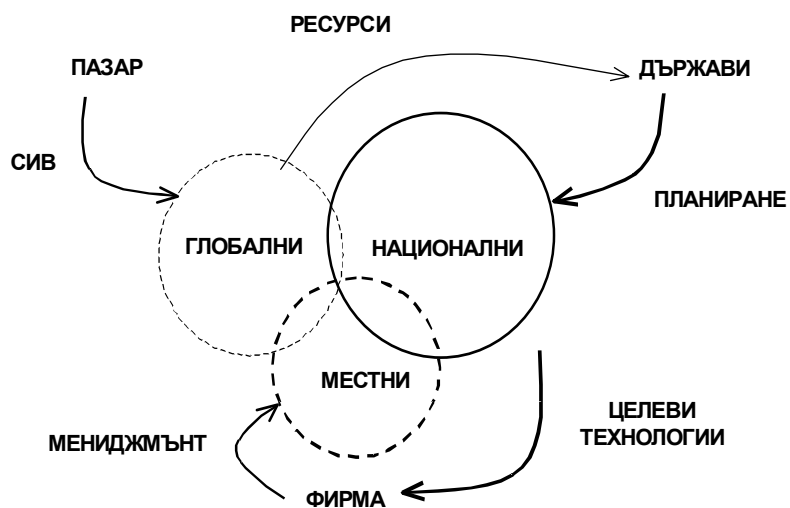 РЕСУРСИ
ПАЗАР
ДЪРЖАВИ
СИВ
ПЛАНИРАНЕ
ГЛОБАЛНИ
НАЦИОНАЛНИ
МЕСТНИ
ЦЕЛЕВИ
ТЕХНОЛОГИИ
МЕНИДЖМЪНТ
ФИРМА